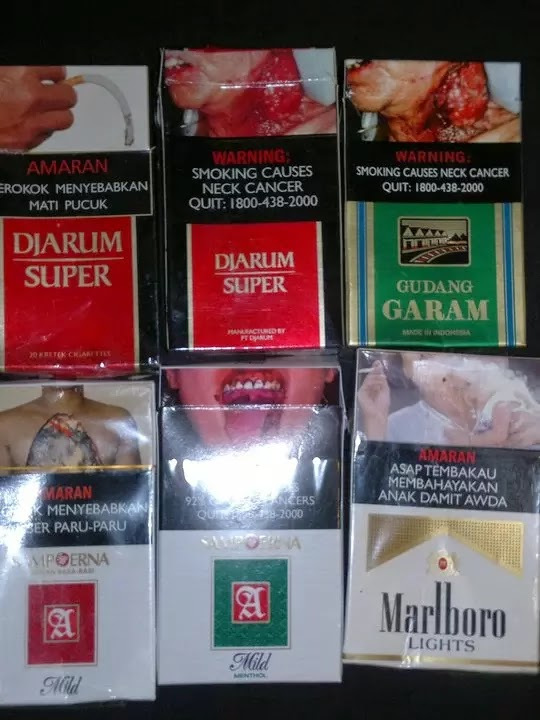 AMARAN
EROKOK MENYEBABKAN
MATI PUCUK
DJARUM
SUPER
20 KRETEK CIGARETTES
WARNING:
SMOKING CAUSES
NECK CANCER
QUIT: 1800-438-2000
DJARUM
SUPER
MANUFACTURED BY
PT DJARUM
WARNING:
SMOKING CAUSES NECK CANCER
QUIT: 1800-438-2000
GUDANG
GARAM
MADE IN INDONESIA
MARAN
OK MENYEBABKAN
SER PARU-PARU
SAMPOERNA
A
Mild
92%
CANCERS
SAMPOERNA
A
Mild
MENTHOL
AMARAN
ASAP TEMBAKAU
MEMBAHAYAKAN
ANAK DAMIT AWDA
Marlboro
LIGHTS